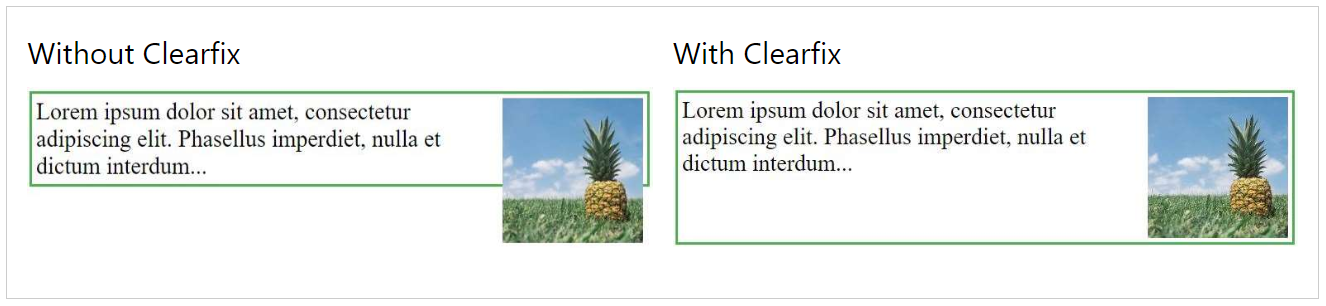 Without Clearfix
Lorem ipsum dolor sit amet, consectetur
adipiscing elit. Phasellus imperdiet, nulla et
dictum interdum...
With Clearfix
Lorem ipsum dolor sit amet, consectetur
adipiscing elit. Phasellus imperdiet, nulla et
dictum interdum...